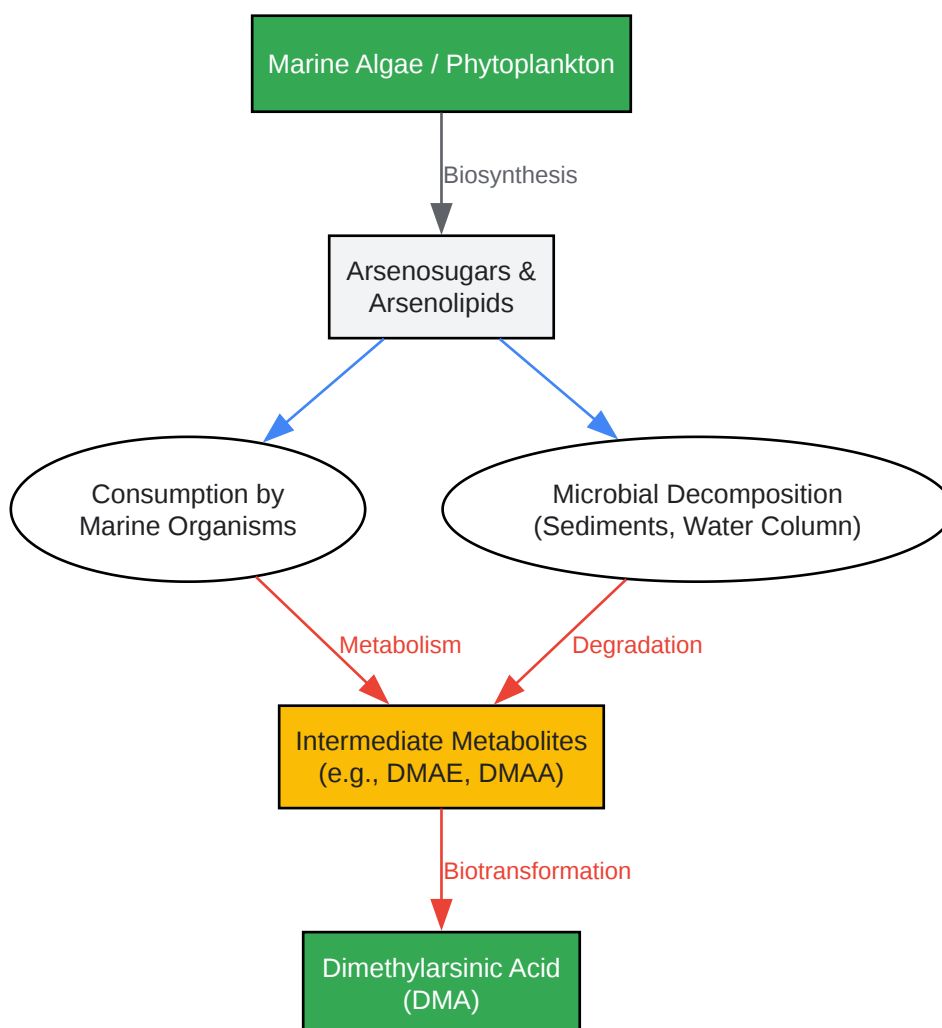 Marine Algae / Phytoplankton
Biosynthesis
Arsenosugars &
Arsenolipids
Consumption by
Marine Organisms
Microbial Decomposition
(Sediments, Water Column)
Metabolism
Degradation
Intermediate Metabolites
(e.g., DMAE, DMAA)
Biotransformation
Dimethylarsinic Acid
(DMA)